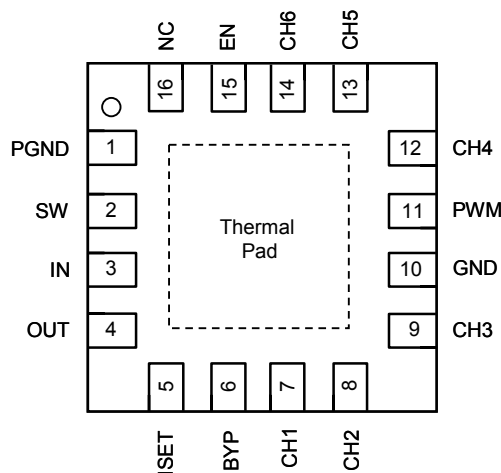 NC EN CH6 CH5
16 15 14 13
PGND 1 12 CH4
SW 2 11 PWM
Thermal
Pad
IN 3 10 GND
OUT 4 9 CH3
5 6 7 8
ISET BYP CH1 CH2